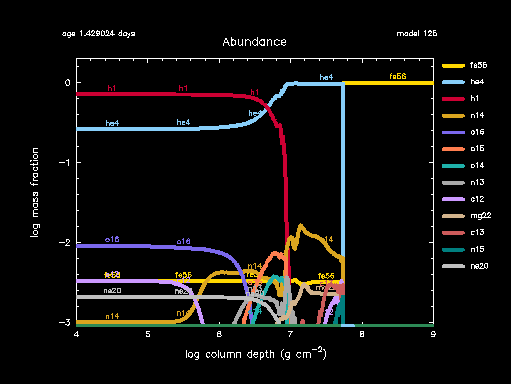 age 1.429024 days
model 126
Abundance
log mass fraction
0
−1
−2
−3
4
5
6
7
8
9
log column depth (g cm⁻²)
h1
h1
h1
he4
he4
he4
he4
fe56
o16
o16
fe56
fe56
ne20
n14
n14
n14
14
fe56
he4
h1
n14
o16
o15
o14
n13
c12
mg22
c13
n15
ne20